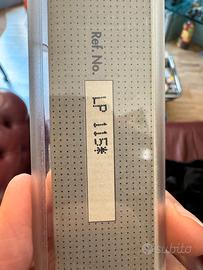 Ref. No.
LP 115*
subito